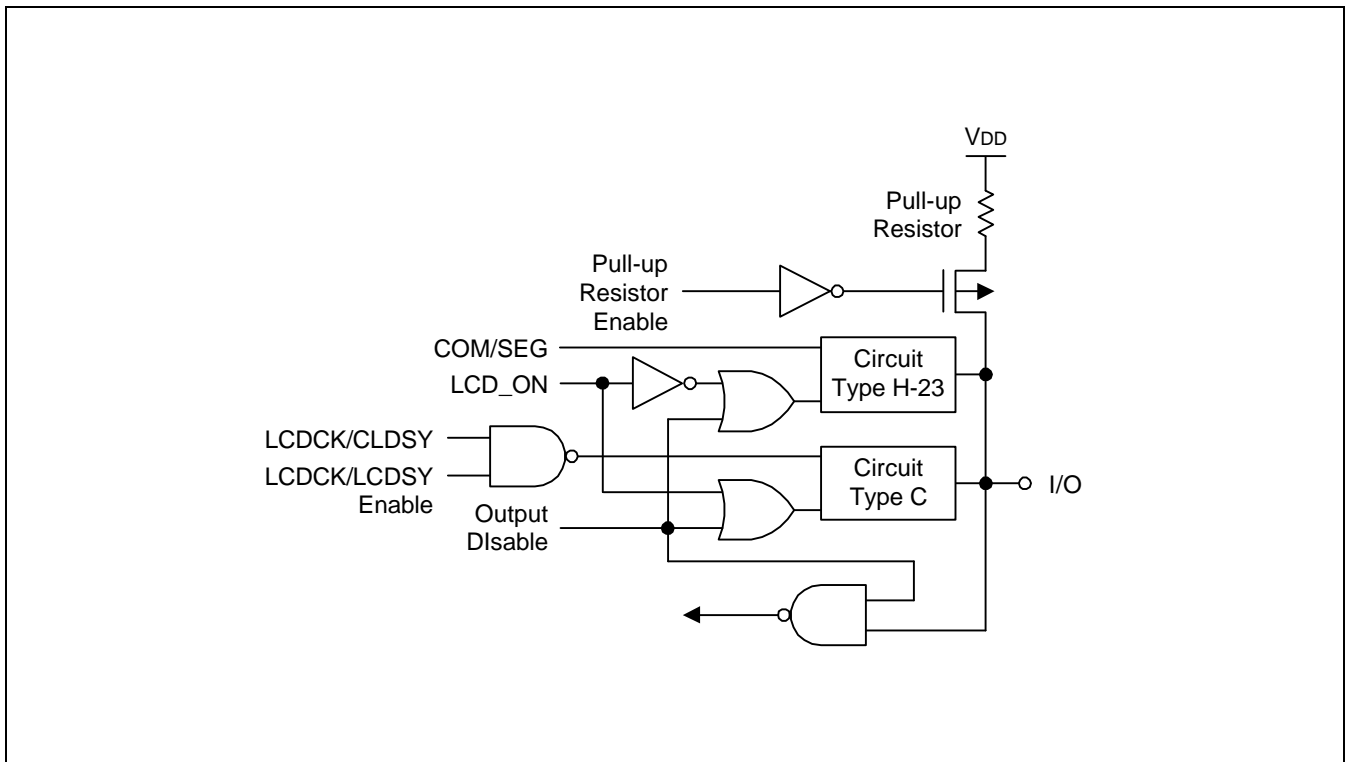 VDD
Pull-up
Resistor
Pull-up
Resistor
Enable
COM/SEG
LCD_ON
Circuit
Type H-23
LCDCK/CLDSY
LCDCK/LCDSY
Enable
Circuit
Type C
I/O
Output
DIsable